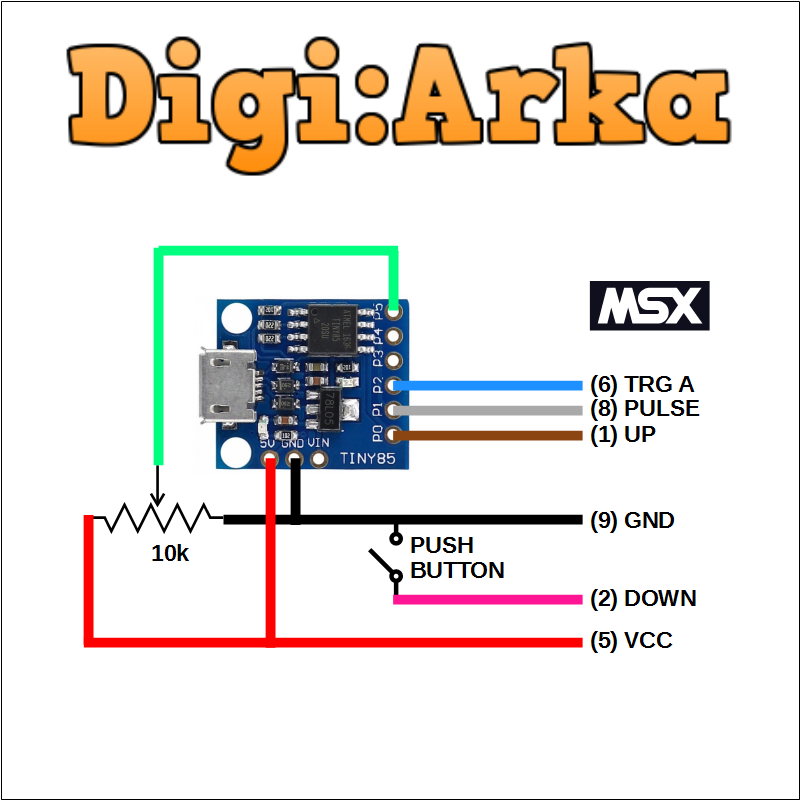 Digi:Arka
MSX
P5
P4
P3
P2
P1
P0
78L05
5V GND VIN
TINY85
(6) TRG A
(8) PULSE
(1) UP
(9) GND
10k
PUSH
BUTTON
(2) DOWN
(5) VCC